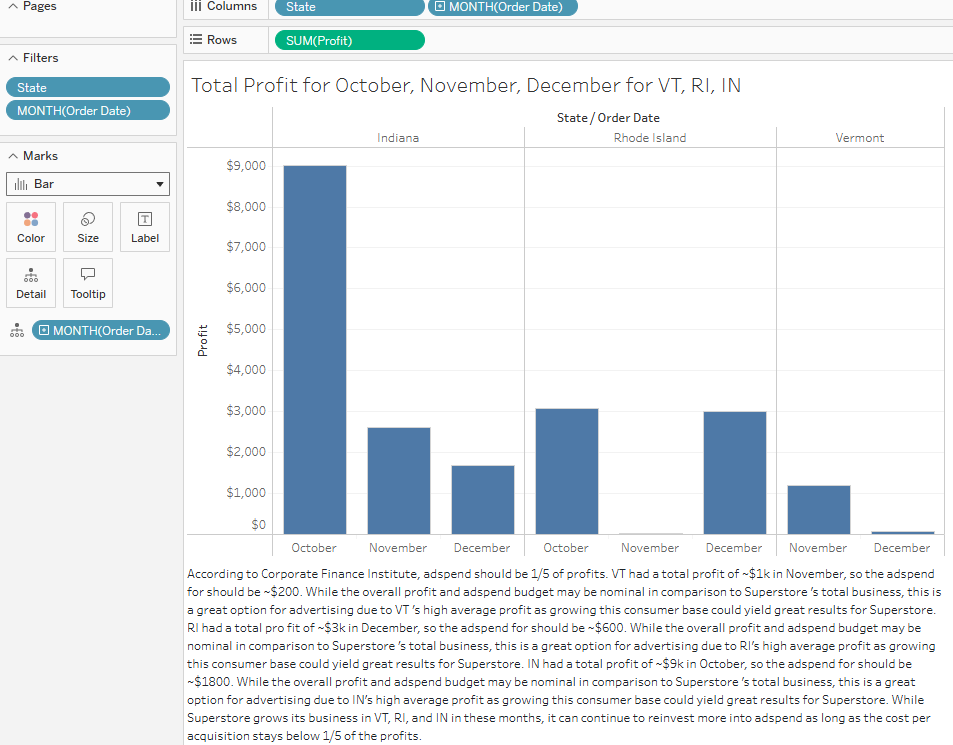 Pages
Columns
State
MONTH(Order Date)
Rows
SUM(Profit)
Filters
State
MONTH(Order Date)
Marks
Bar
Color
Size
Label
Detail
Tooltip
MONTH(Order Da...
Total Profit for October, November, December for VT, RI, IN
State / Order Date
Indiana
Rhode Island
Vermont
Profit
$9,000
$8,000
$7,000
$6,000
$5,000
$4,000
$3,000
$2,000
$1,000
$0
October
November
December
October
November
December
November
December
According to Corporate Finance Institute, adspend should be 1/5 of profits. VT had a total profit of ~$1k in November, so the adspend
for should be ~$200. While the overall profit and adspend budget may be nominal in comparison to Superstore 's total business, this is
a great option for advertising due to VT 's high average profit as growing this consumer base could yield great results for Superstore.
RI had a total pro fit of ~$3k in December, so the adspend for should be ~$600. While the overall profit and adspend budget may be
nominal in comparison to Superstore 's total business, this is a great option for advertising due to RI's high average profit as growing
this consumer base could yield great results for Superstore. IN had a total profit of ~$9k in October, so the adspend for should be
~$1800. While the overall profit and adspend budget may be nominal in comparison to Superstore 's total business, this is a great
option for advertising due to IN's high average profit as growing this consumer base could yield great results for Superstore. While
Superstore grows its business in VT, RI, and IN in these months, it can continue to reinvest more into adspend as long as the cost per
acquisition stays below 1/5 of the profits.